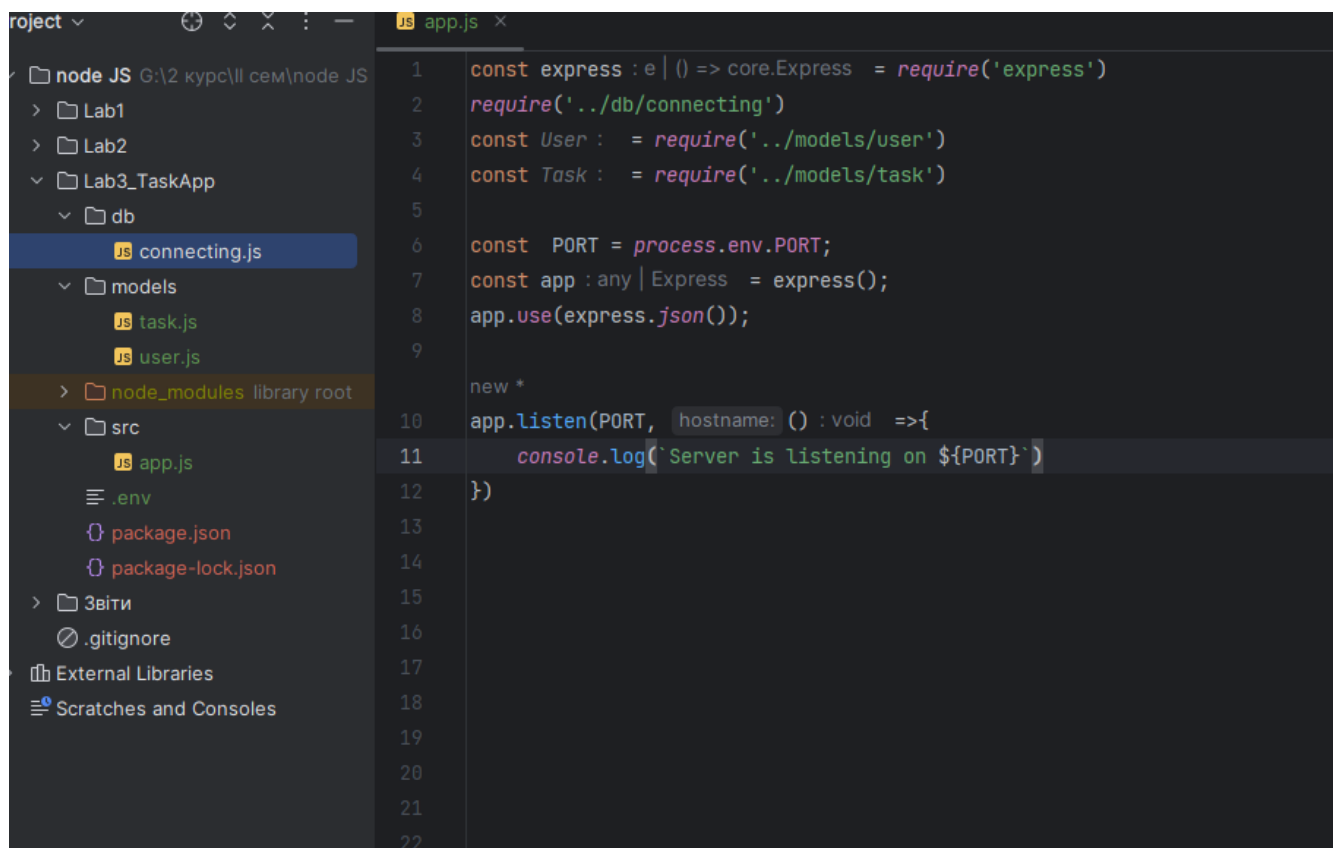 roject
node JS G:\2 курс\II сем\node JS
Lab1
Lab2
Lab3_TaskApp
db
JS connecting.js
models
JS task.js
JS user.js
node_modules library root
src
JS app.js
.env
{} package.json
{} package-lock.json
Звіти
.gitignore
External Libraries
Scratches and Consoles
JS app.js ×
1 const express : e | () => core.Express = require('express')
2 require('../db/connecting')
3 const User : = require('../models/user')
4 const Task : = require('../models/task')
5
6 const PORT = process.env.PORT;
7 const app : any | Express = express();
8 app.use(express.json());
9
new *
10 app.listen(PORT, hostname: () : void =>{
11 console.log(`Server is listening on ${PORT}`)
12 })
13
14
15
16
17
18
19
20
21
22